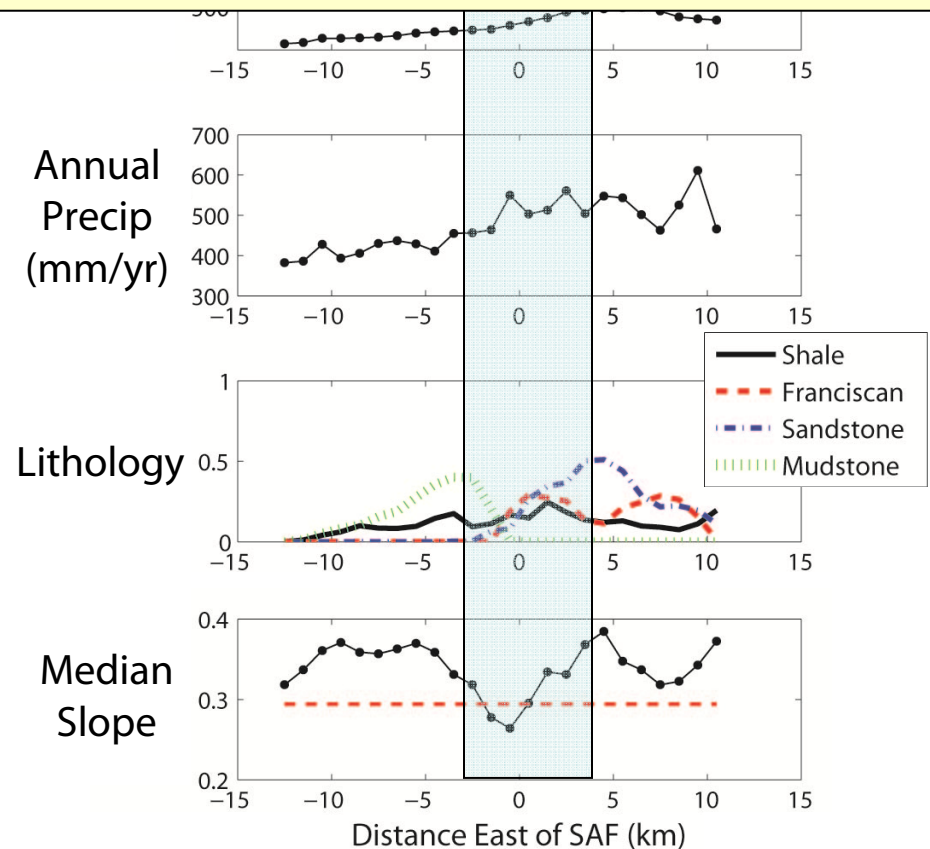 500
−15 −10 −5 0 5 10 15
Annual
Precip
(mm/yr)
700
600
500
400
300
−15 −10 −5 0 5 10 15
Lithology
1
0.5
0
−15 −10 −5 0 5 10 15
Shale
Franciscan
Sandstone
Mudstone
Median
Slope
0.4
0.3
0.2
−15 −10 −5 0 5 10 15
Distance East of SAF (km)